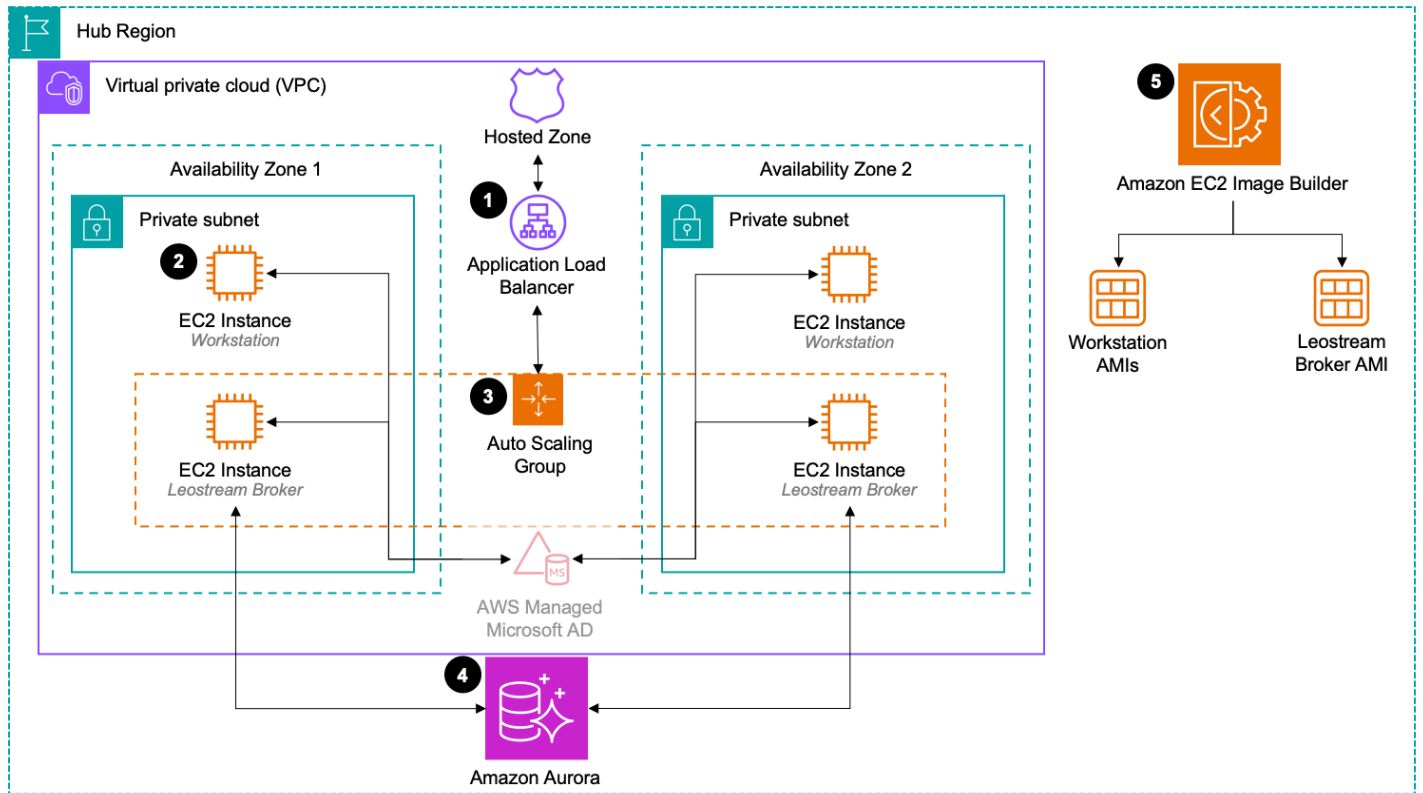 Hub Region
Virtual private cloud (VPC)
Hosted Zone
Availability Zone 1
Private subnet
2
EC2 Instance
Workstation
EC2 Instance
Leostream Broker
1
Application Load
Balancer
3
Auto Scaling
Group
MS
AWS Managed
Microsoft AD
Availability Zone 2
Private subnet
EC2 Instance
Workstation
EC2 Instance
Leostream Broker
4
Amazon Aurora
5
Amazon EC2 Image Builder
Workstation
AMIs
Leostream
Broker AMI